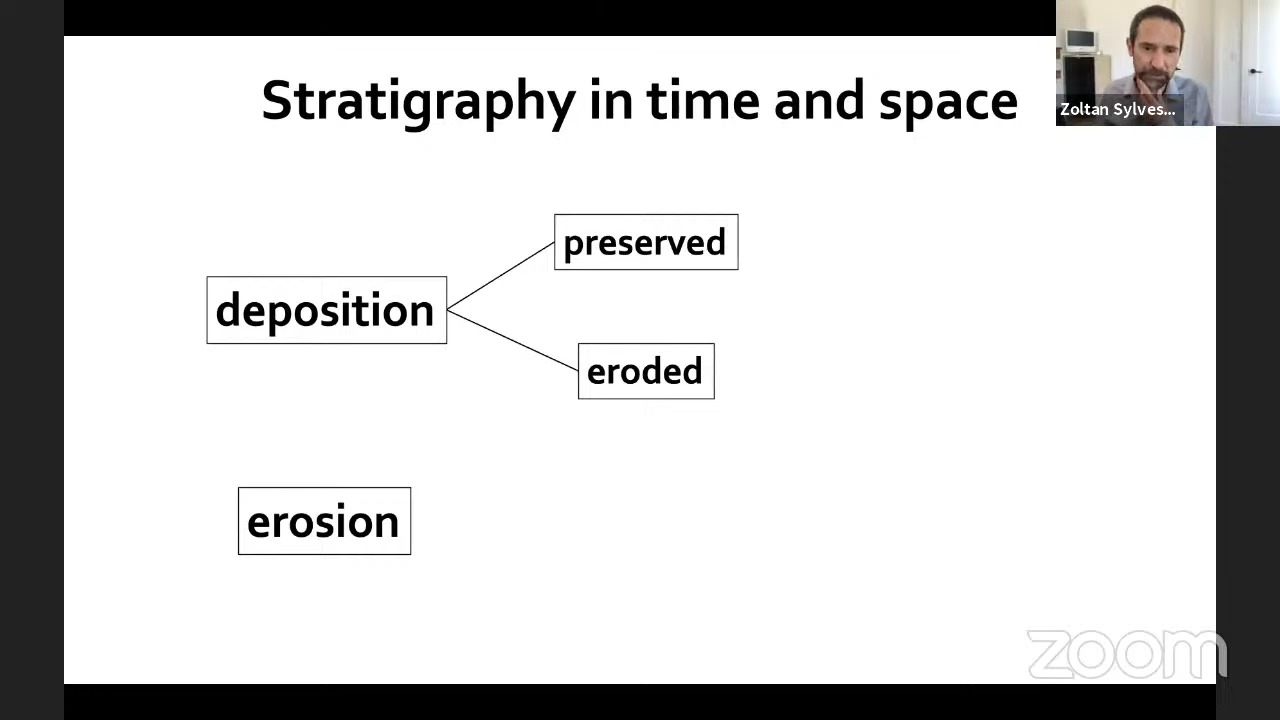 Stratigraphy in time and space
Zoltan Sylves...
preserved
deposition
eroded
erosion
zoom